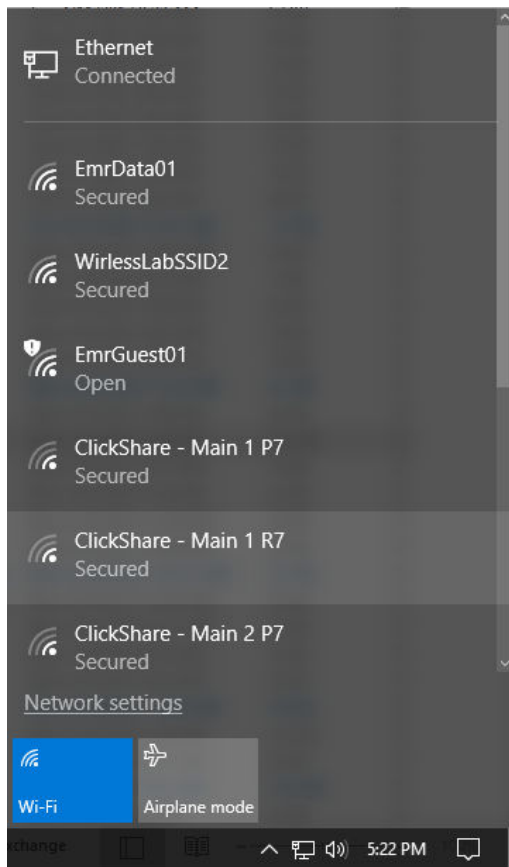 Ethernet
Connected
EmrData01
Secured
WirlessLabSSID2
Secured
EmrGuest01
Open
ClickShare - Main 1 P7
Secured
ClickShare - Main 1 R7
Secured
ClickShare - Main 2 P7
Secured
Network settings
Wi-Fi
Airplane mode
5:22 PM